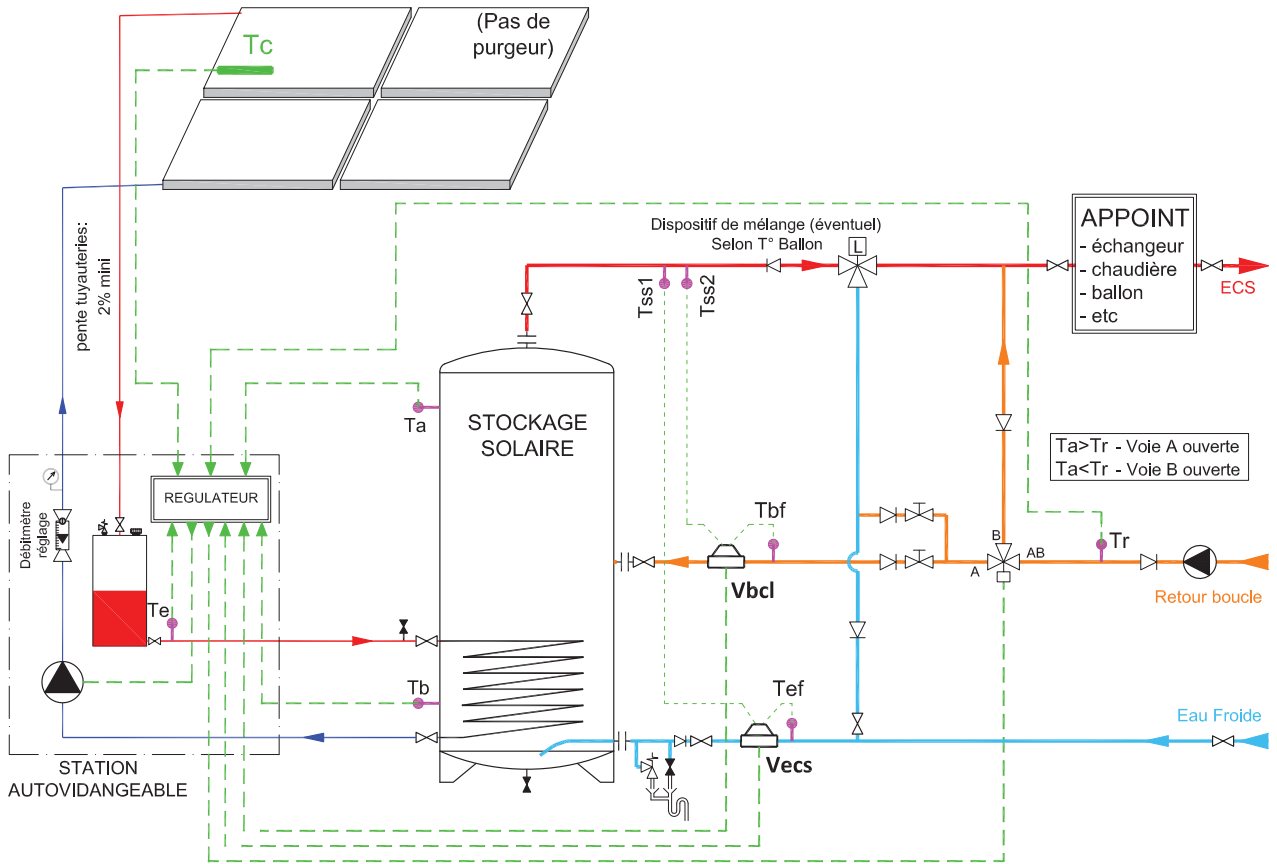 (Pas de
purgeur)
Tc
pente tuyauteries:
2% mini
Dispositif de mélange (éventuel)
Selon T° Ballon
L
APPOINT
- échangeur
- chaudière
- ballon
- etc
ECS
Tss1
Tss2
Ta
STOCKAGE
SOLAIRE
Ta>Tr - Voie A ouverte
Ta<Tr - Voie B ouverte
REGULATEUR
Débitmètre
réglage
Tbf
B
AB
A
Tr
Vbcl
Retour boucle
Te
Tb
Tef
Eau Froide
Vecs
STATION
AUTOVIDANGEABLE